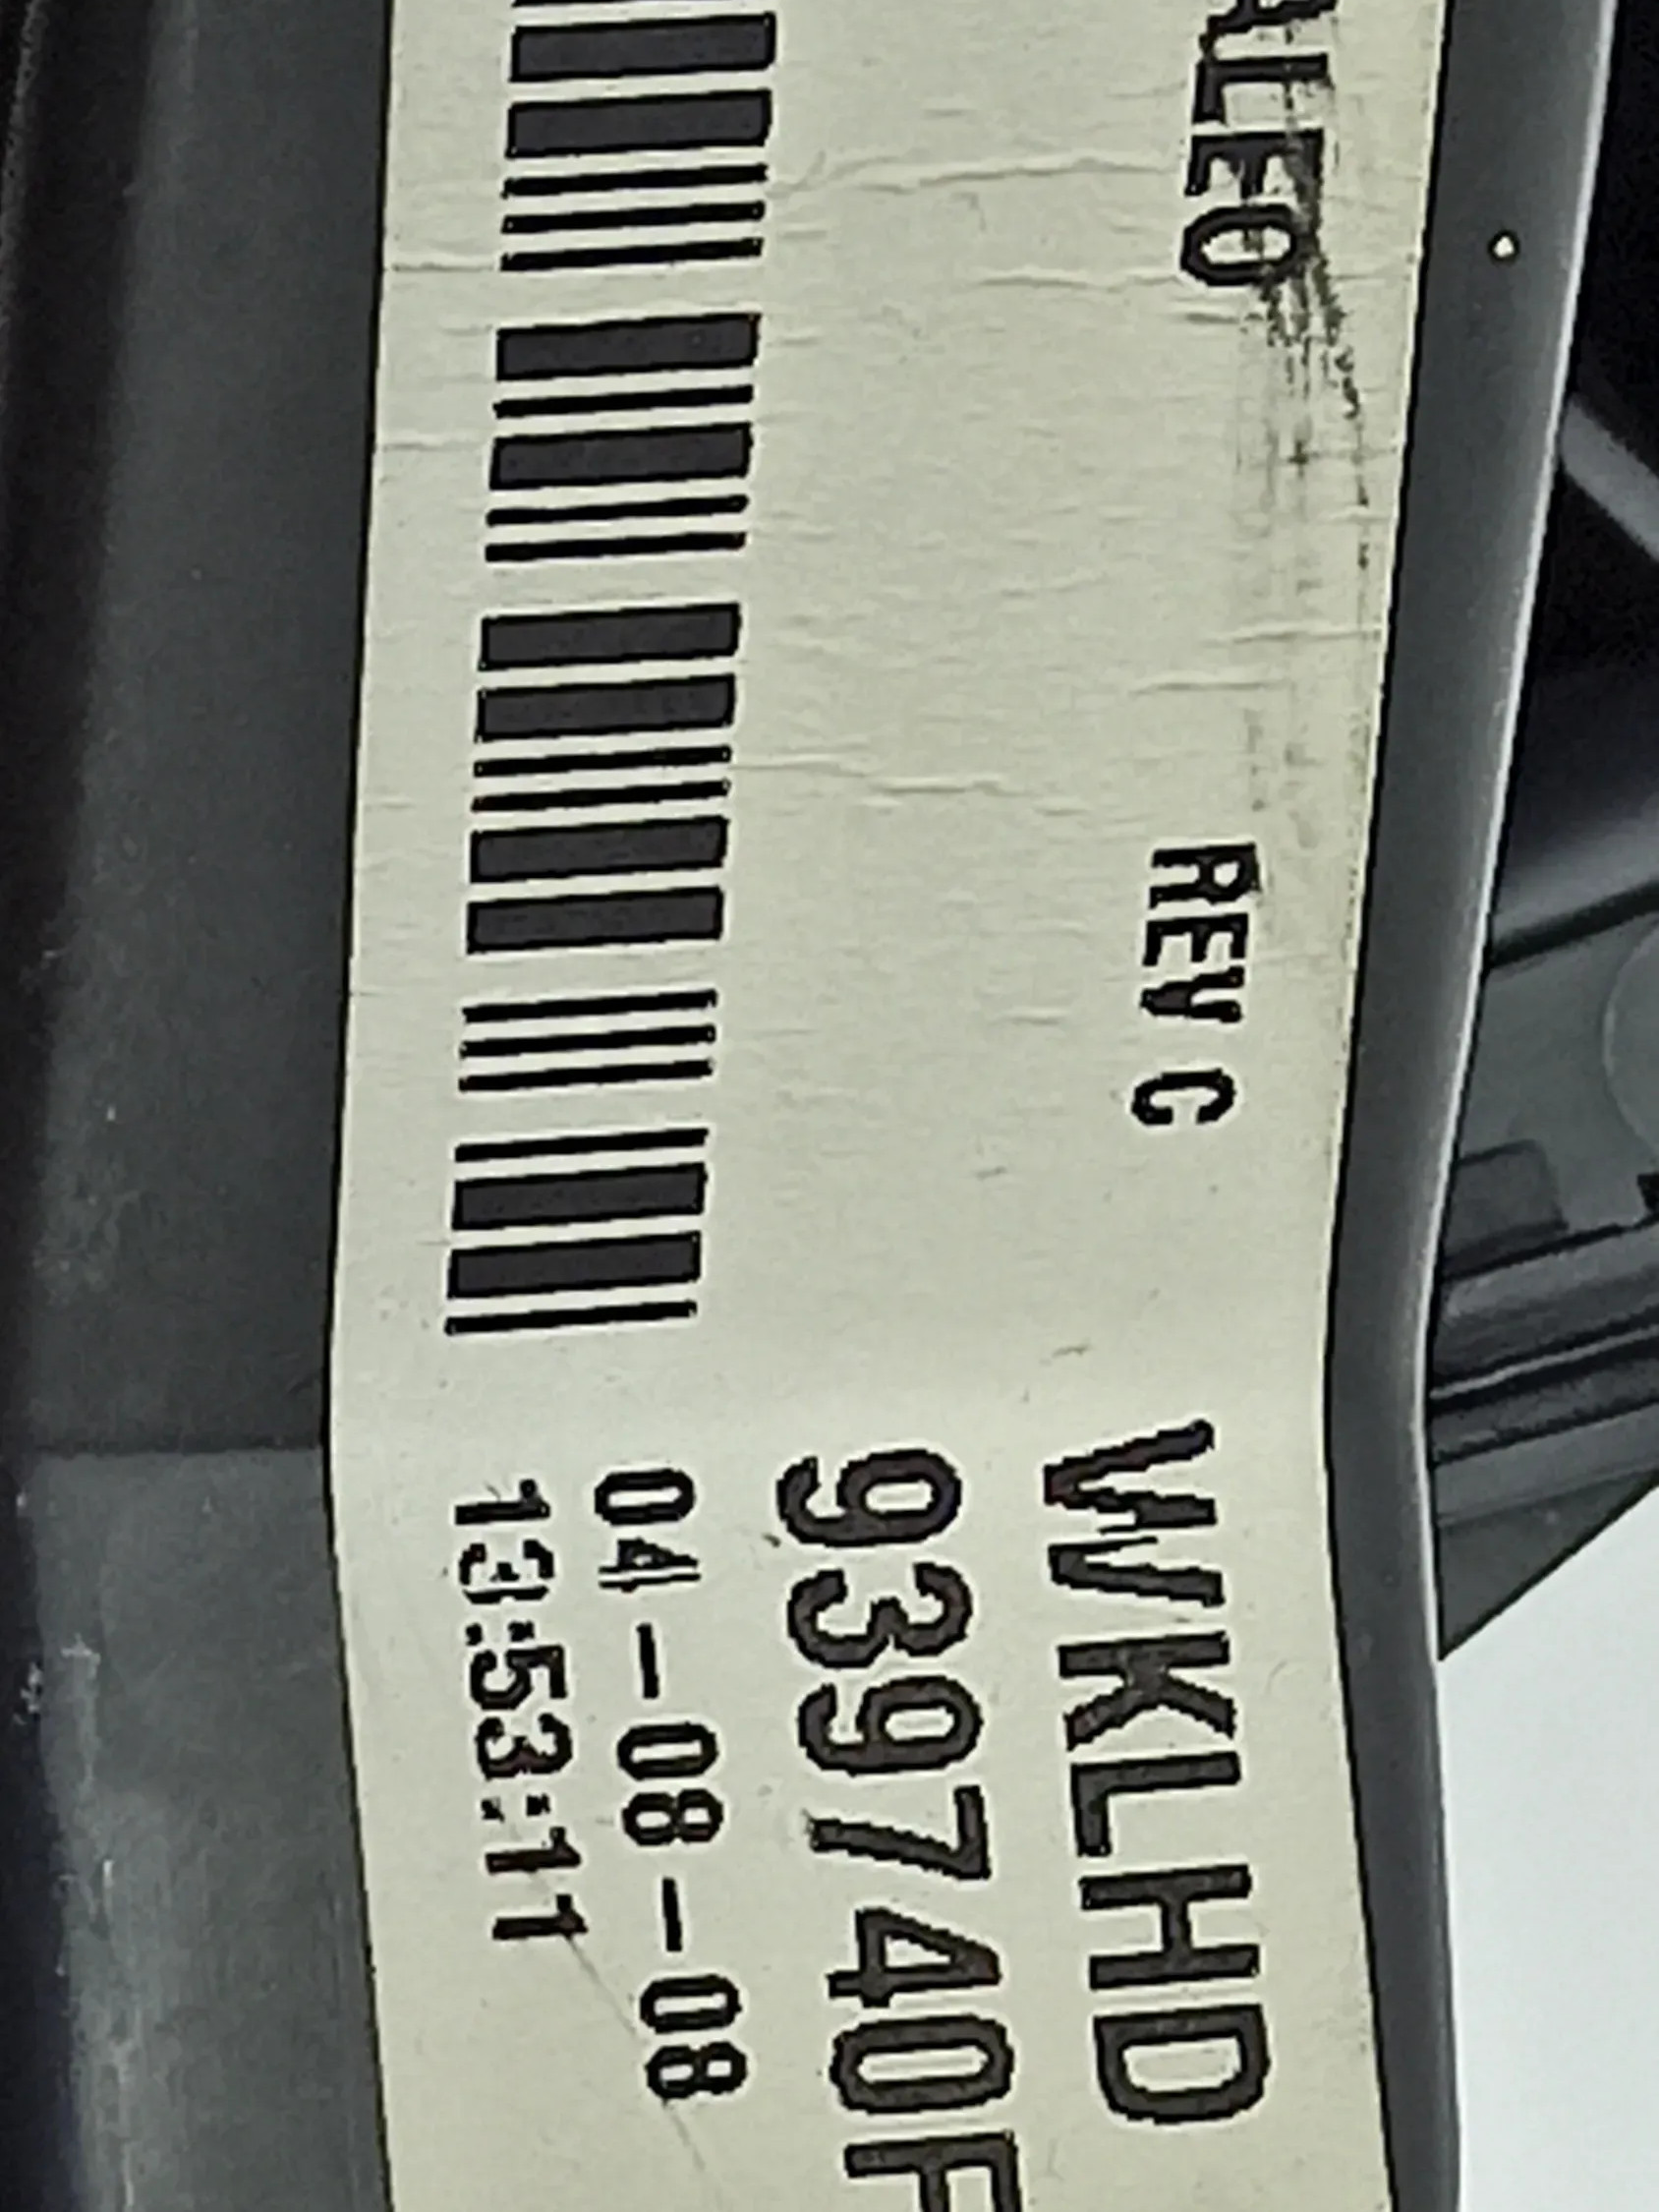 ALEO
REV C
WKLHD
939740F
04-08-08
13:53:11